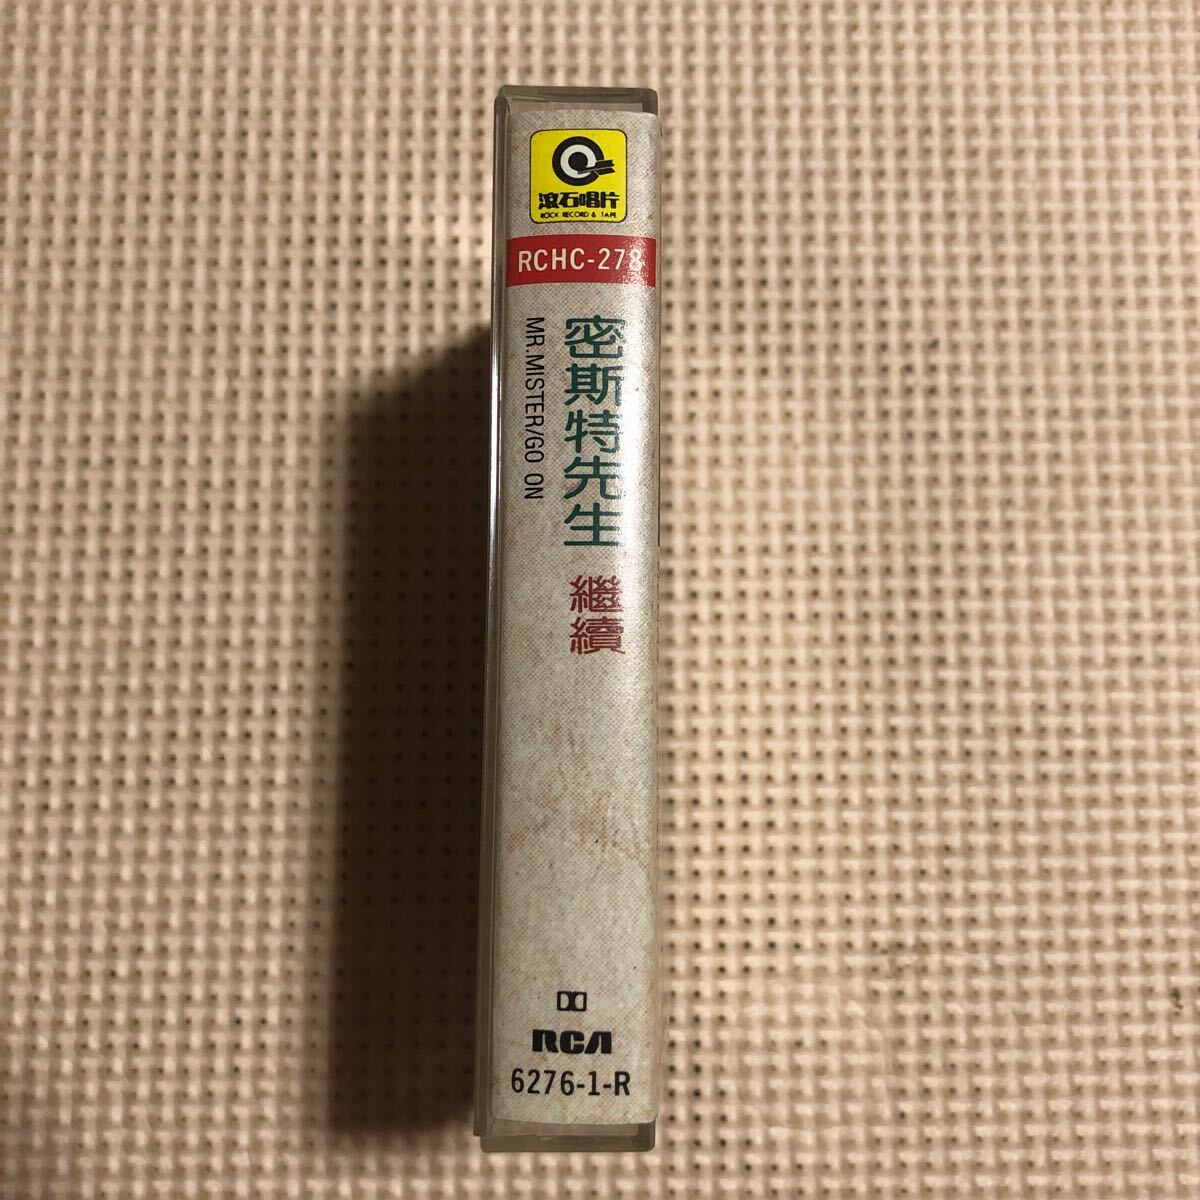 滾石唱片
ROCK RECORD & TAPE
RCHC-278
密斯特先生 繼續
MR.MISTER/GO ON
RCA
6276-1-R